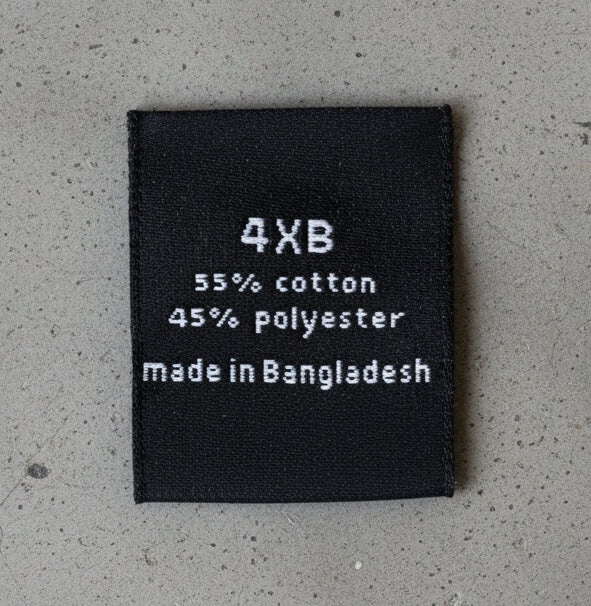 4XB
55% cotton
45% polyester
made in Bangladesh